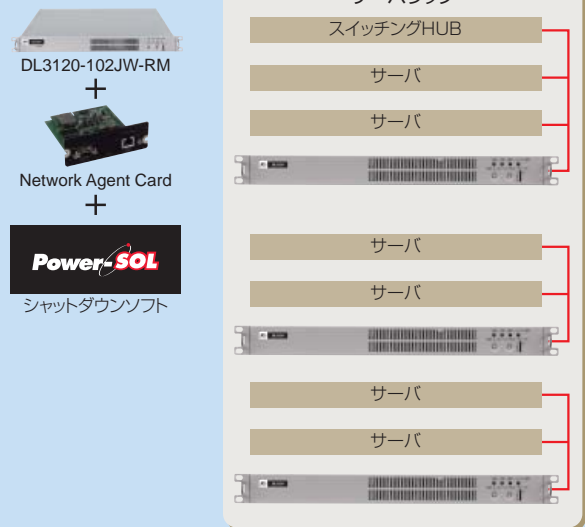 DL3120-102JW-RM
+
Network Agent Card
+
Power-SOL
シャットダウンソフト
スイッチングHUB
サーバ
サーバ
サーバ
サーバ
サーバ
サーバ